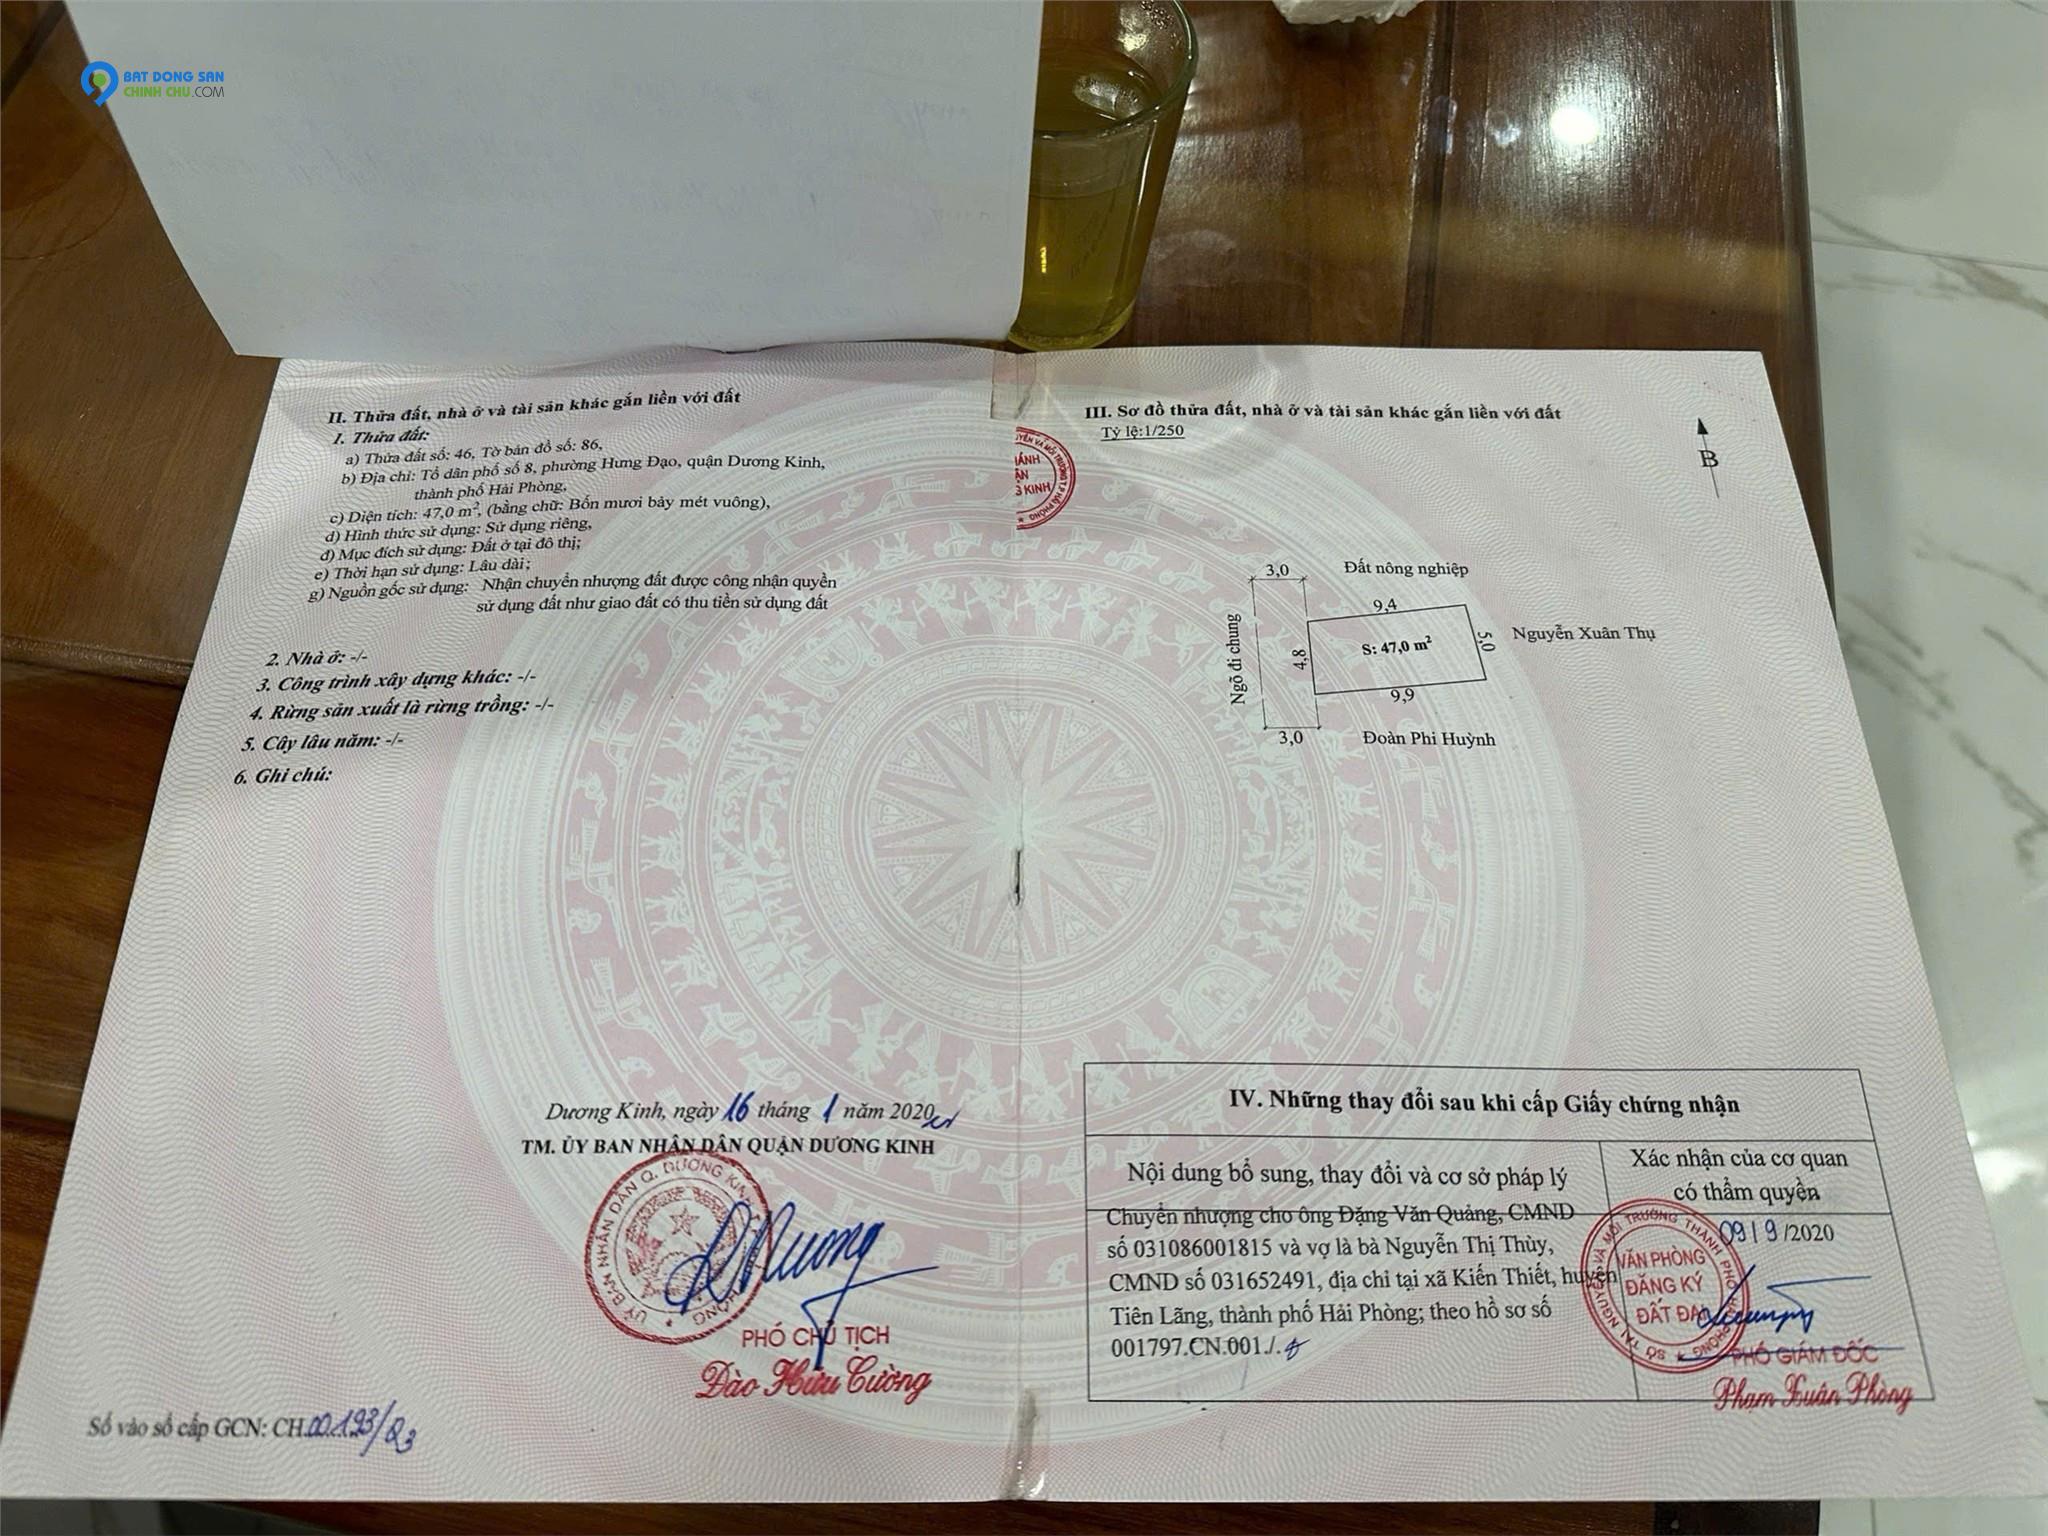 BAT DONG SAN
CHINH CHU.COM
II. Thửa đất, nhà ở và tài sản khác gắn liền với đất
1. Thửa đất:
a) Thửa đất số: 46, Tờ bản đồ số: 86,
b) Địa chỉ: Tổ dân phố số 8, phường Hưng Đạo, quận Dương Kinh,
thành phố Hải Phòng,
c) Diện tích: 47,0 m², (bằng chữ: Bốn mươi bảy mét vuông),
d) Hình thức sử dụng: Sử dụng riêng,
đ) Mục đích sử dụng: Đất ở tại đô thị;
e) Thời hạn sử dụng: Lâu dài;
g) Nguồn gốc sử dụng: Nhận chuyển nhượng đất được công nhận quyền
sử dụng đất như giao đất có thu tiền sử dụng đất
2. Nhà ở: -/-
3. Công trình xây dựng khác: -/-
4. Rừng sản xuất là rừng trồng: -/-
5. Cây lâu năm: -/-
6. Ghi chú:
Dương Kinh, ngày 16 tháng 1 năm 2020
TM. ỦY BAN NHÂN DÂN QUẬN DƯƠNG KINH
ỦY BAN NHÂN DÂN Q. DƯƠNG KINH
PHÓ CHỦ TỊCH
Đào Hữu Cường
Số vào sổ cấp GCN: CH
III. Sơ đồ thửa đất, nhà ở và tài sản khác gắn liền với đất
Tỷ lệ:1/250
B
3,0
Đất nông nghiệp
9,4
Ngõ đi chung
4,8
S: 47,0 m²
5,0
Nguyễn Xuân Thụ
9,9
3,0
Đoàn Phi Huỳnh
IV. Những thay đổi sau khi cấp Giấy chứng nhận
Nội dung bổ sung, thay đổi và cơ sở pháp lý
Xác nhận của cơ quan
có thẩm quyền
Chuyển nhượng cho ông Đặng Văn Quảng, CMND
số 031086001815 và vợ là bà Nguyễn Thị Thùy,
CMND số 031652491, địa chỉ tại xã Kiến Thiết, huyện
Tiên Lãng, thành phố Hải Phòng; theo hồ sơ số
001797.CN.001./.
09/9/2020
VĂN PHÒNG
ĐĂNG KÝ
ĐẤT ĐAI
PHÓ GIÁM ĐỐC
Phạm Xuân Phòng